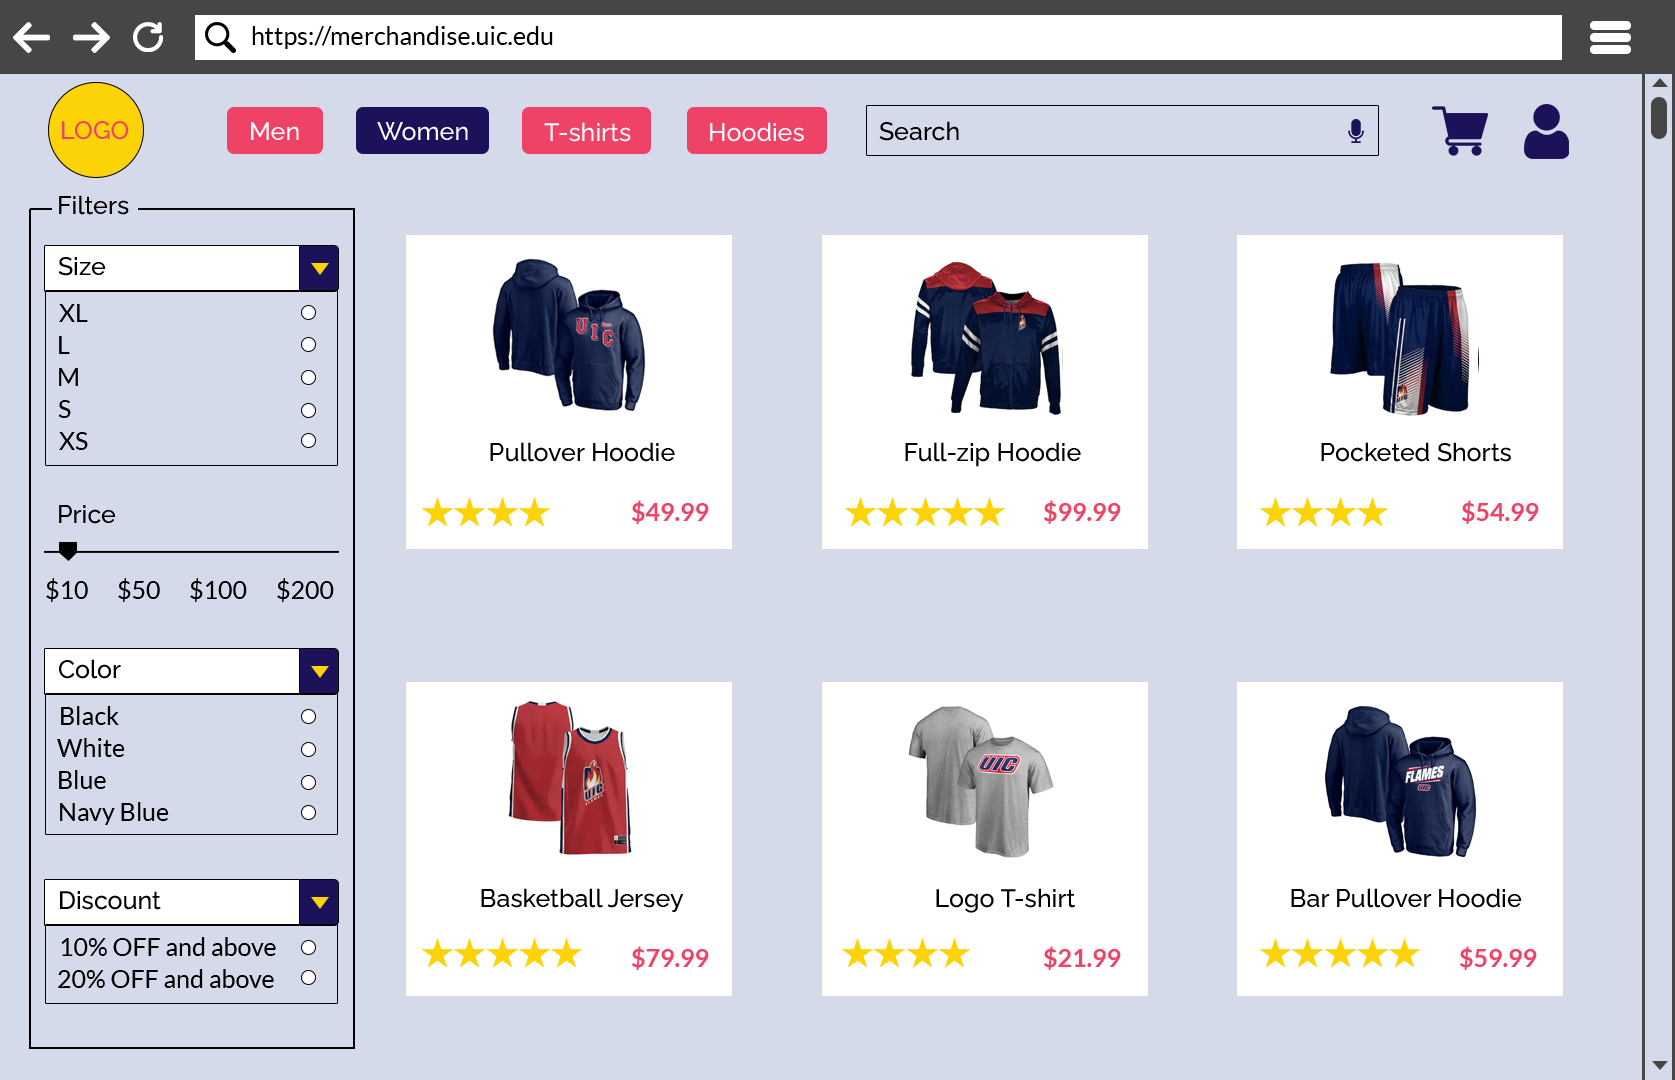 https://merchandise.uic.edu
LOGO
Men
Women
T-shirts
Hoodies
Search
Filters
Size
XL
L
M
S
XS
Price
$10 $50 $100 $200
Color
Black
White
Blue
Navy Blue
Discount
10% OFF and above
20% OFF and above
UIC
Pullover Hoodie
$49.99
Full-zip Hoodie
$99.99
UIC
Pocketed Shorts
$54.99
UIC
FLAMES
Basketball Jersey
$79.99
UIC
Logo T-shirt
$21.99
FLAMES
UIC
Bar Pullover Hoodie
$59.99